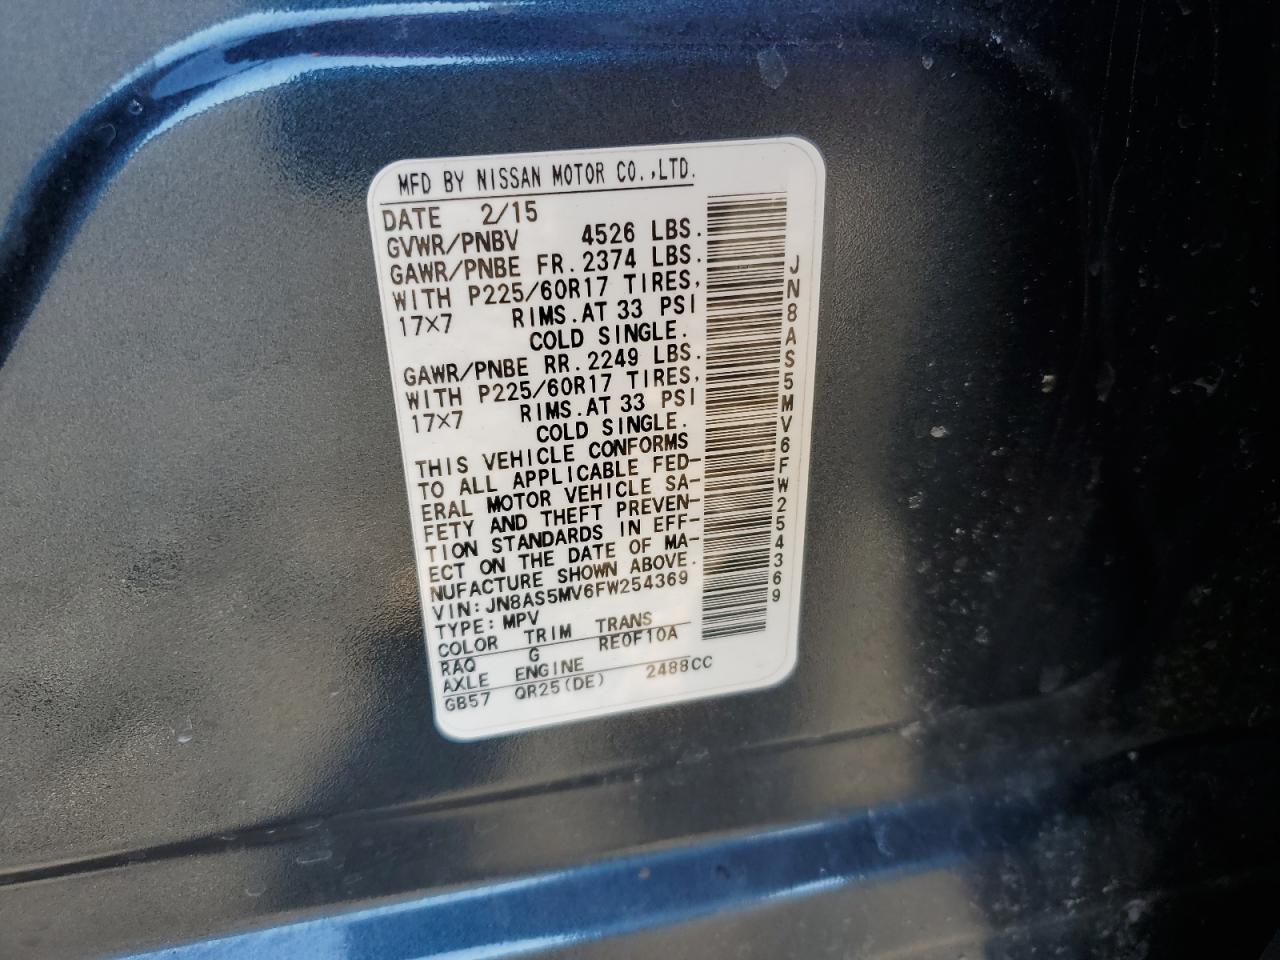 MFD BY NISSAN MOTOR CO.,LTD.
DATE 2/15
GVWR/PNBV 4526 LBS.
GAWR/PNBE FR. 2374 LBS.
WITH P225/60R17 TIRES,
17×7 RIMS. AT 33 PSI
COLD SINGLE.
GAWR/PNBE RR. 2249 LBS.
WITH P225/60R17 TIRES,
17×7 RIMS. AT 33 PSI
COLD SINGLE.
THIS VEHICLE CONFORMS
TO ALL APPLICABLE FED-
ERAL MOTOR VEHICLE SA-
FETY AND THEFT PREVEN-
TION STANDARDS IN EFF-
ECT ON THE DATE OF MA-
NUFACTURE SHOWN ABOVE.
VIN: JN8AS5MV6FW254369
TYPE: MPV
COLOR TRIM TRANS
RAQ G RE0F10A
AXLE ENGINE
GB57 QR25(DE) 2488CC
JN8AS5MV6FW254369